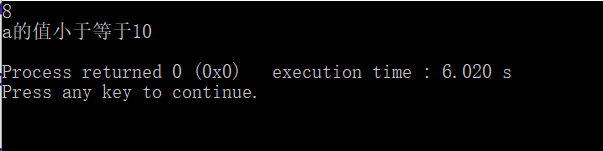 8
a的值小于等于10
Process returned 0 (0x0)   execution time : 6.020 s
Press any key to continue.